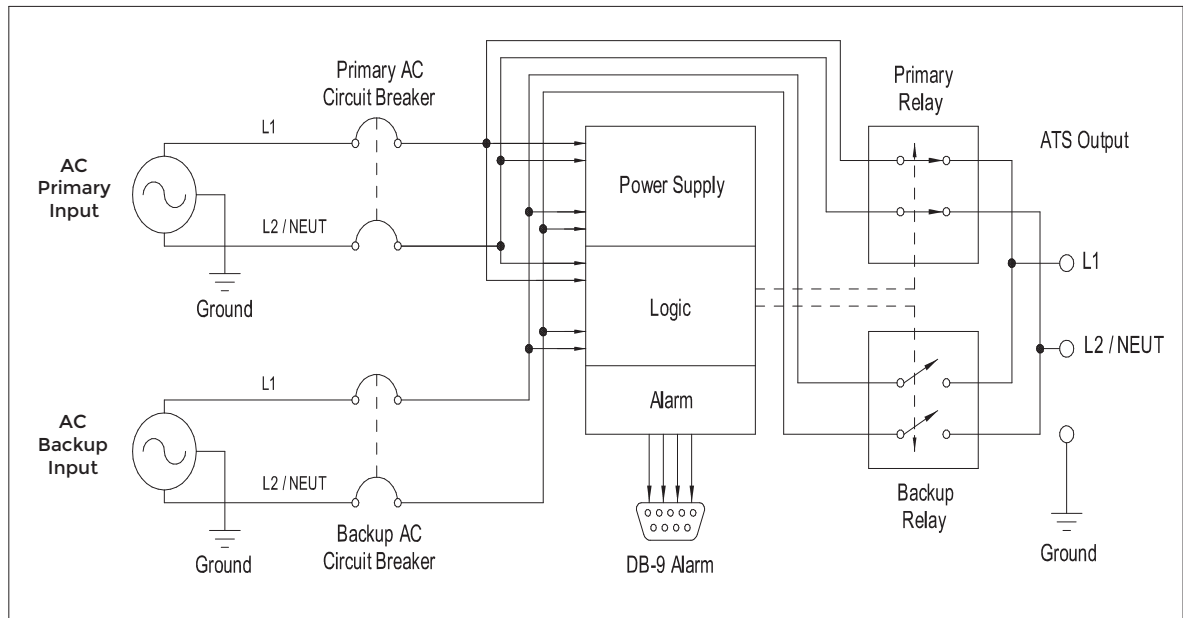 Primary AC
Circuit Breaker
L1
AC
Primary
Input
L2 / NEUT
Ground
L1
AC
Backup
Input
L2 / NEUT
Ground
Backup AC
Circuit Breaker
Power Supply
Logic
Alarm
DB-9 Alarm
Primary
Relay
ATS Output
L1
L2 / NEUT
Backup
Relay
Ground